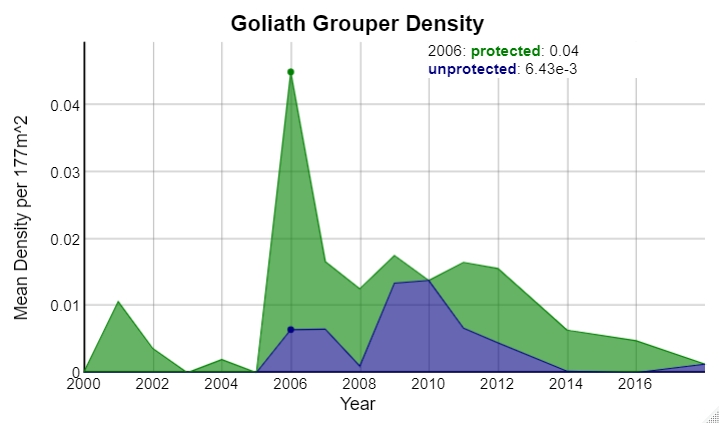 Goliath Grouper Density
2006: protected: 0.04
unprotected: 6.43e-3
Mean Density per 177m^2
0.04
0.03
0.02
0.01
0
2000 2002 2004 2006 2008 2010 2012 2014 2016
Year